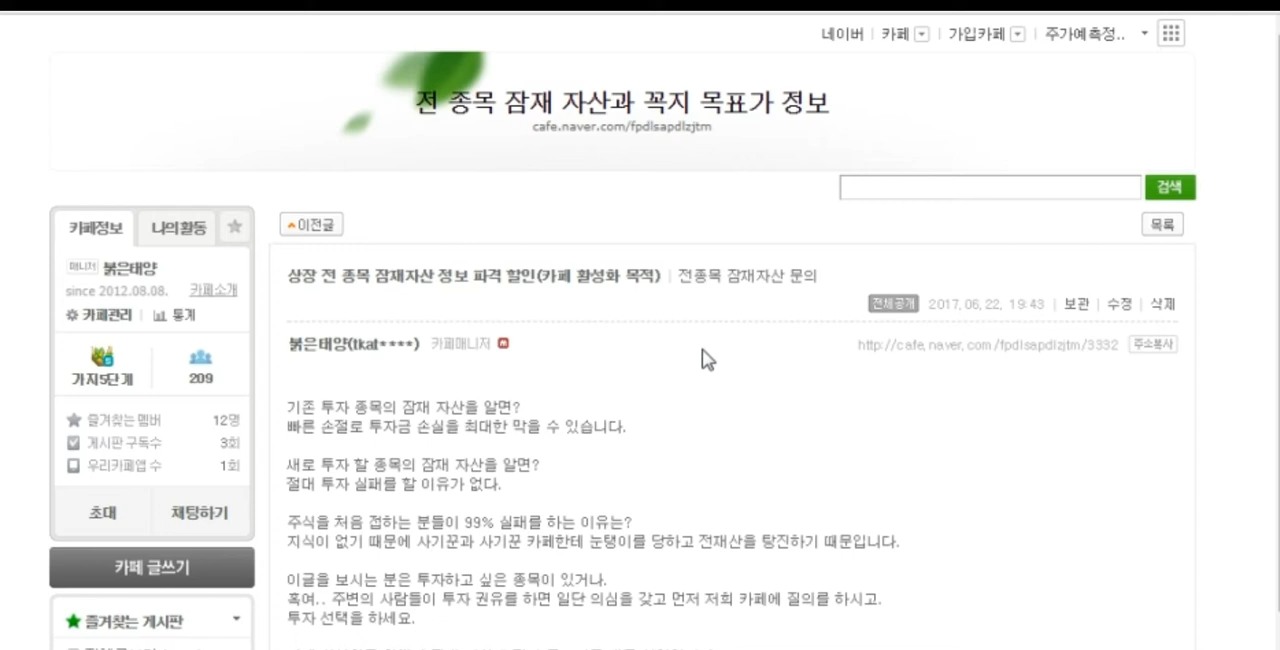 네이버 | 카페 | 가입카페 | 주가예측정..
전 종목 잠재 자산과 꼭지 목표가 정보
cafe.naver.com/fpdlsapdlzjtm
검색
카페정보 나의활동
이전글
목록
매니저 붉은태양
since 2012.08.08. 카페소개
카페관리 | 통계
상장 전 종목 잠재자산 정보 파격 할인(카페 활성화 목적) | 전종목 잠재자산 문의
전체공개 2017.06.22. 19:43 | 보관 | 수정 | 삭제
붉은태양(tkat****) 카페매니저
http://cafe.naver.com/fpdlsapdlzjtm/3332 주소복사
가지5단계 209
즐겨찾는 멤버 12명
게시판 구독수 3회
우리카페앱 수 1회
초대 채팅하기
카페 글쓰기
즐겨찾는 게시판
기존 투자 종목의 잠재 자산을 알면?
빠른 손절로 투자금 손실을 최대한 막을 수 있습니다.
새로 투자 할 종목의 잠재 자산을 알면?
절대 투자 실패를 할 이유가 없다.
주식을 처음 접하는 분들이 99% 실패를 하는 이유는?
지식이 없기 때문에 사기꾼과 사기꾼 카페한테 눈탱이를 당하고 전재산을 탕진하기 때문입니다.
이글을 보시는 분은 투자하고 싶은 종목이 있거나.
혹여.. 주변의 사람들이 투자 권유를 하면 일단 의심을 갖고 먼저 저희 카페에 질의를 하시고.
투자 선택을 하세요.